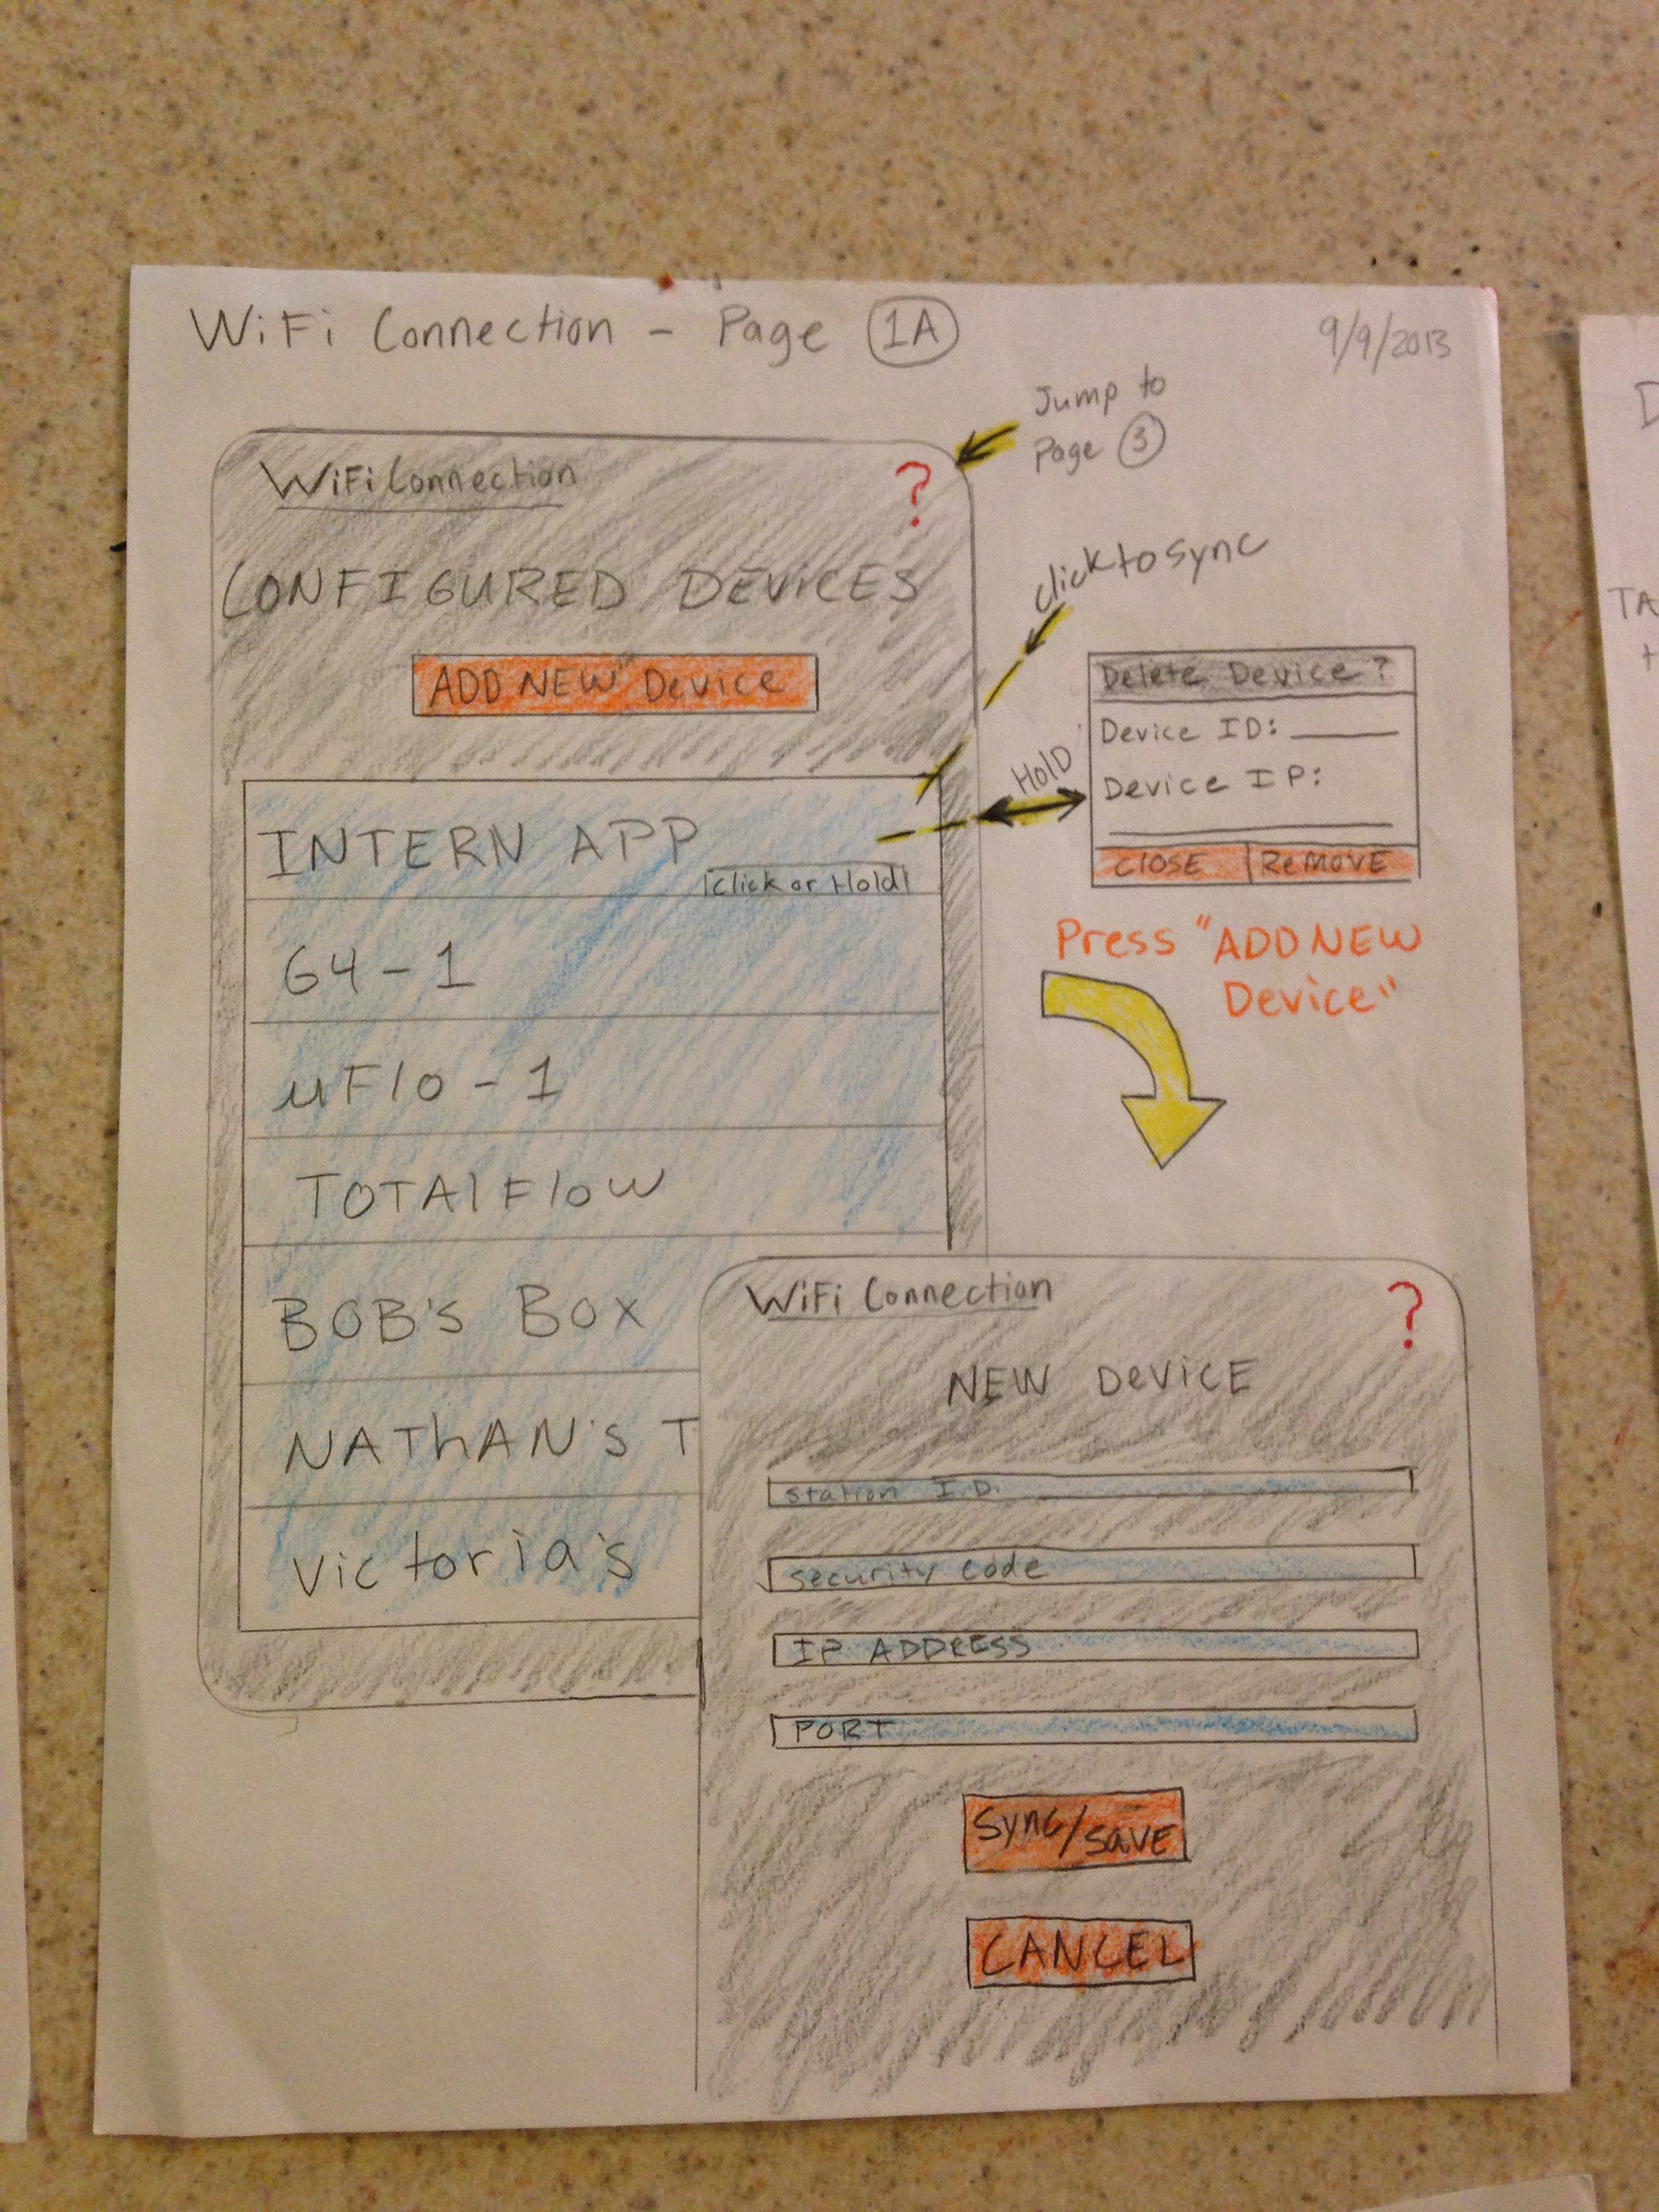 WiFi Connection - Page 1A
9/9/2013
Jump to
Page 3
WiFi Connection
?
CONFIGURED DEVICES
ADD NEW Device
click to sync
HOLD
INTERN APP
click or Hold
G4-1
µFlo-1
TOTAlFlow
BOB's Box
NAThAN's T
Victoria's
Delete Device?
Device ID:
Device IP:
CLOSE
ReMOVE
Press "ADD NEW
Device"
WiFi Connection
?
NEW DeviCE
Station I.D.
Security Code
IP ADDRESS
PORT
Sync/SavE
CANCEL
D
TA